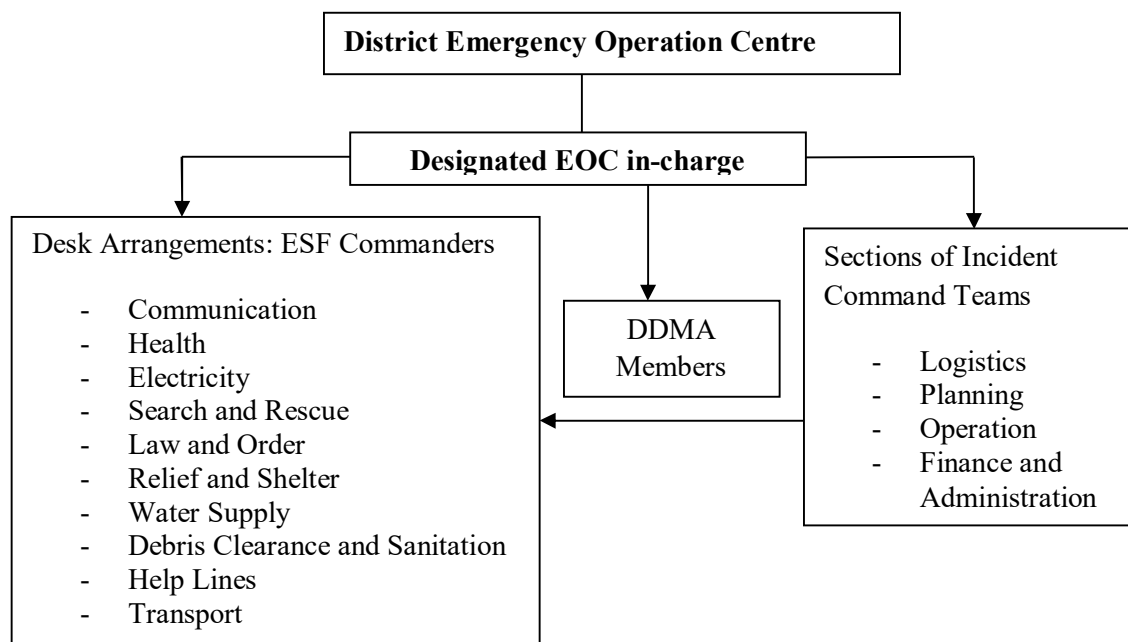 District Emergency Operation Centre
Designated EOC in-charge
Desk Arrangements: ESF Commanders
- Communication
- Health
- Electricity
- Search and Rescue
- Law and Order
- Relief and Shelter
- Water Supply
- Debris Clearance and Sanitation
- Help Lines
- Transport
DDMA
Members
Sections of Incident
Command Teams
- Logistics
- Planning
- Operation
- Finance and
Administration